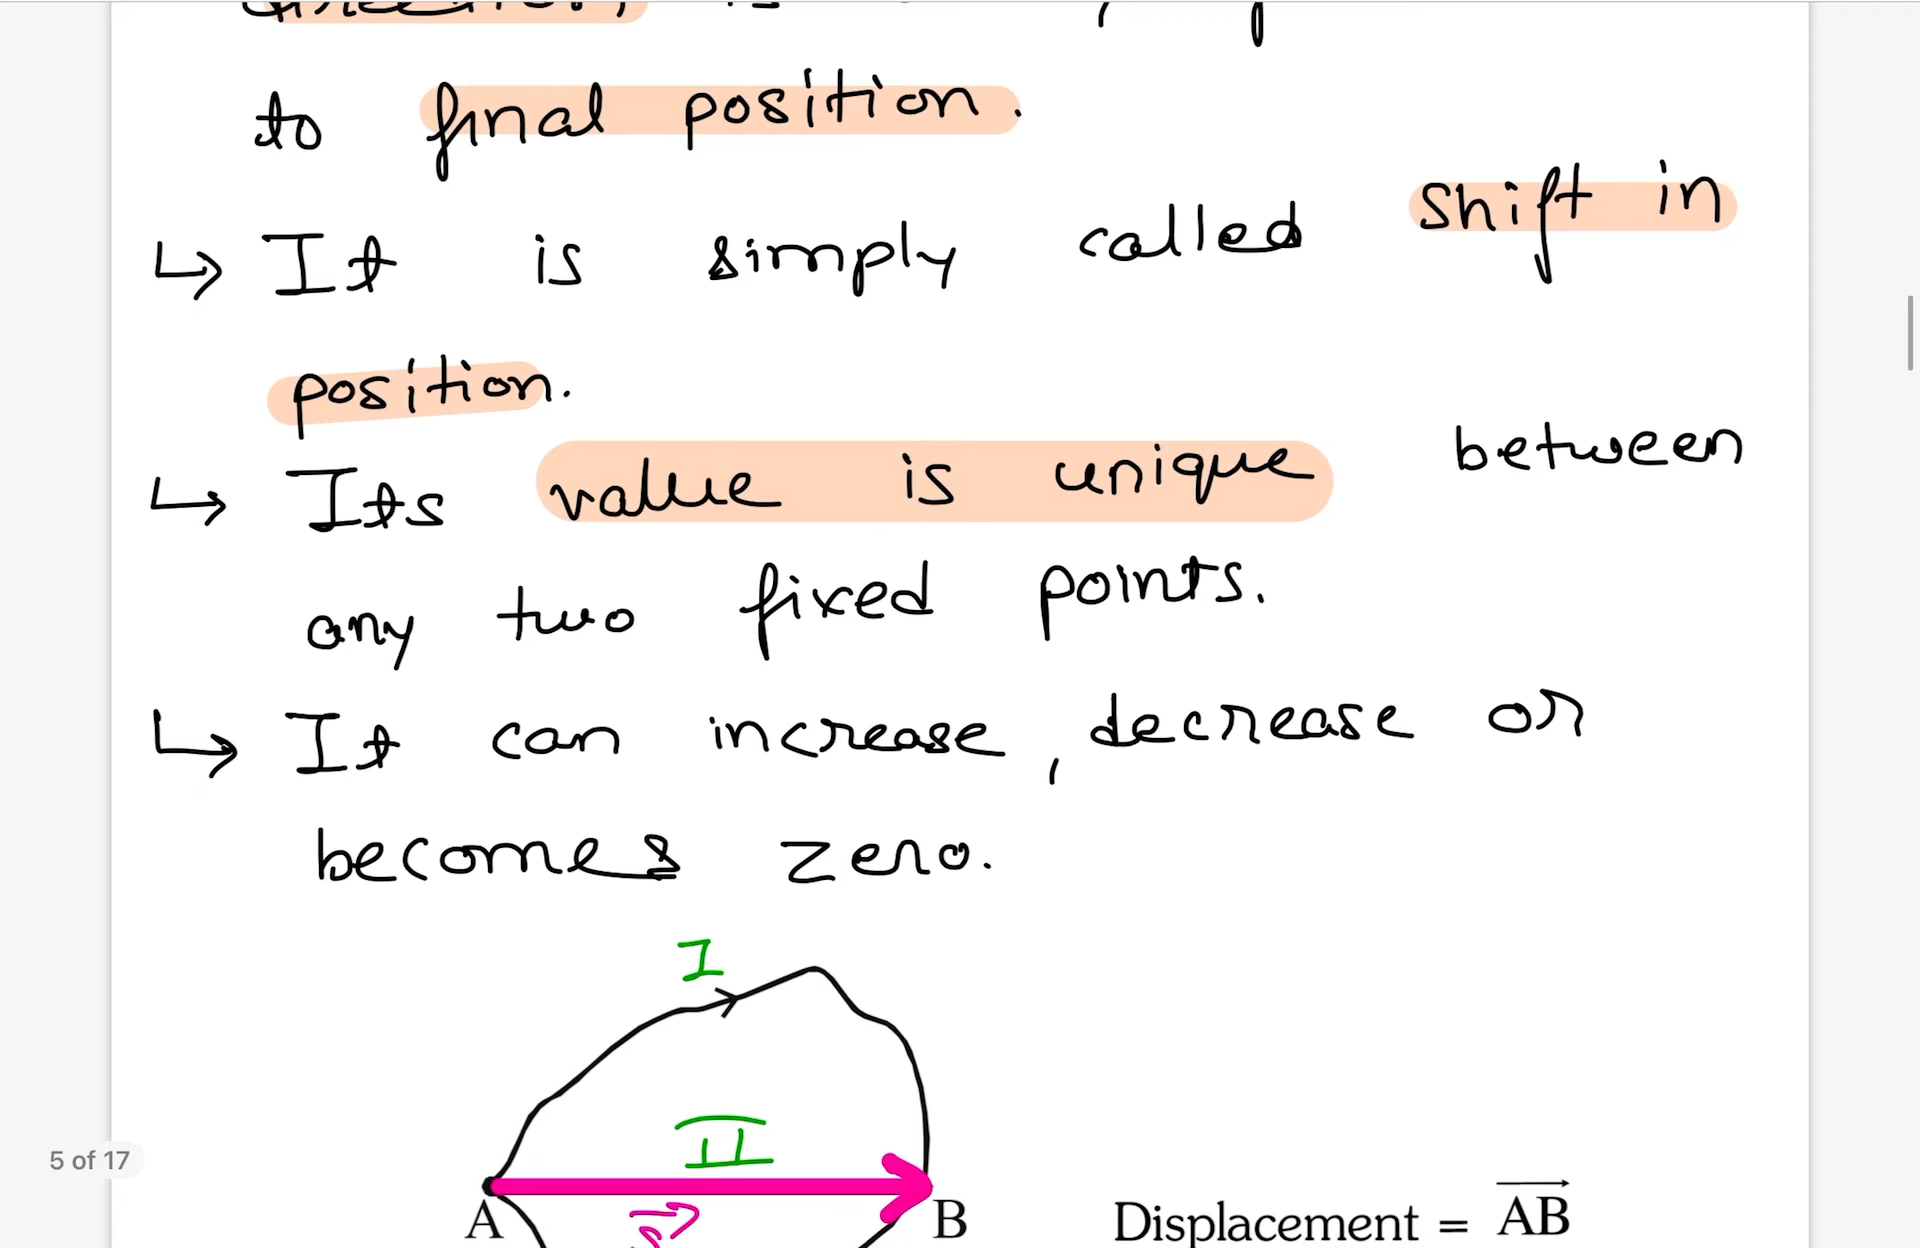 to final position.
↳ It is simply called shift in
position.
↳ Its value is unique between
any two fixed points.
↳ It can increase, decrease or
becomes zero.
I
II
A B Displacement = AB
5 of 17